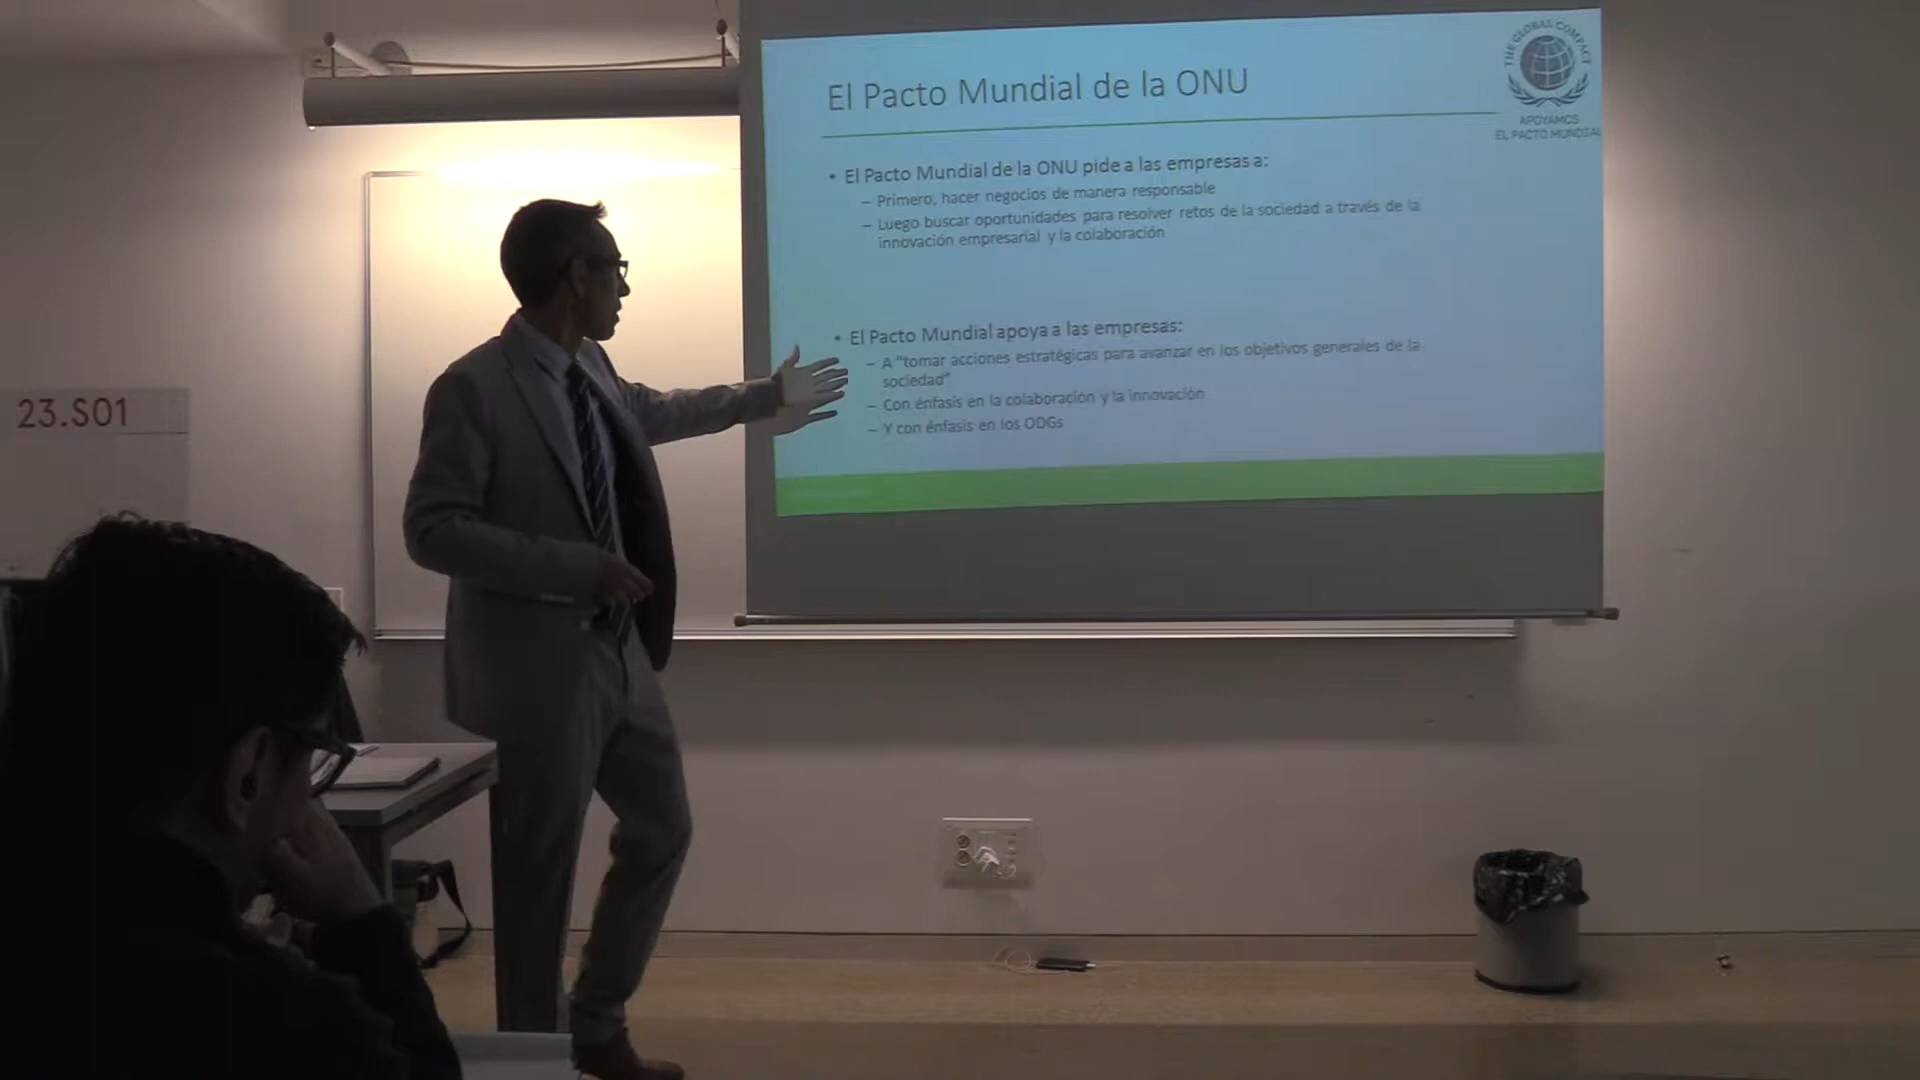 El Pacto Mundial de la ONU
THE GLOBAL COMPACT
APOYAMOS
EL PACTO MUNDIAL
• El Pacto Mundial de la ONU pide a las empresas a:
– Primero, hacer negocios de manera responsable
– Luego buscar oportunidades para resolver retos de la sociedad a través de la
innovación empresarial y la colaboración
• El Pacto Mundial apoya a las empresas:
– A "tomar acciones estratégicas para avanzar en los objetivos generales de la
sociedad"
– Con énfasis en la colaboración y la innovación
– Y con énfasis en los ODGs
23.S01